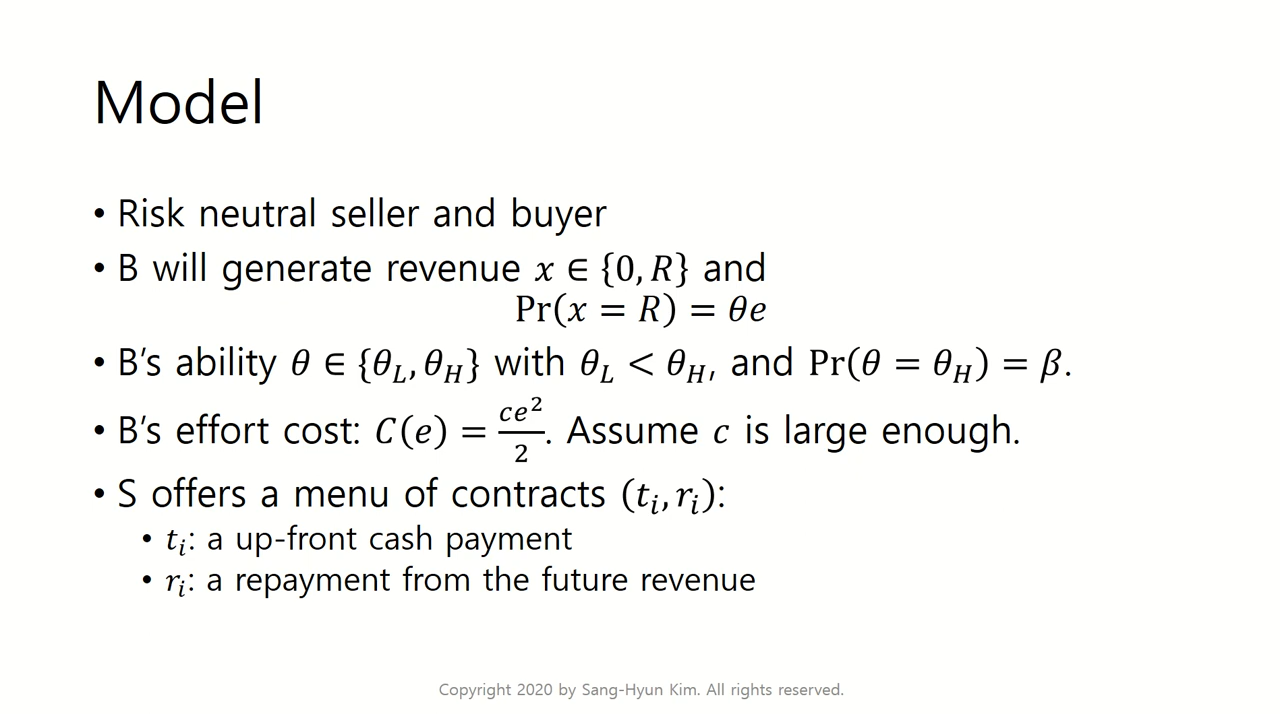 Model
• Risk neutral seller and buyer
• B will generate revenue x ∈ {0, R} and
Pr(x = R) = θe
• B’s ability θ ∈ {θ_L, θ_H} with θ_L < θ_H, and Pr(θ = θ_H) = β.
• B’s effort cost: C(e) = ce²/2. Assume c is large enough.
• S offers a menu of contracts (t_i, r_i):
• t_i: a up-front cash payment
• r_i: a repayment from the future revenue
Copyright 2020 by Sang-Hyun Kim. All rights reserved.